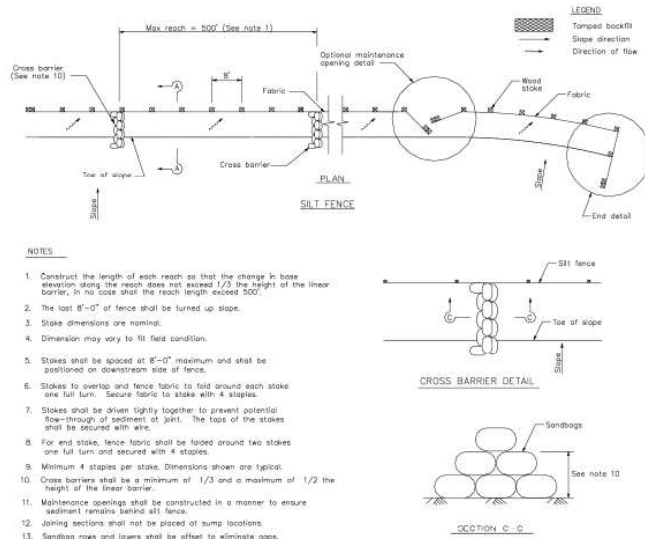 LEGEND
Tamped backfill
Slope direction
Direction of flow
Max reach = 500' (See note 1)
Cross barrier
(See note 10)
A
8'
Fabric
Optional maintenance
opening detail
Wood
stake
Fabric
Toe of slope
A
Cross barrier
Slope
PLAN
SILT FENCE
Slope
End detail
NOTES
1. Construct the length of each reach so that the change in base
elevation along the reach does not exceed 1/3 the height of the linear
barrier, in no case shall the reach length exceed 500'.
2. The last 8'-0" of fence shall be turned up slope.
3. Stake dimensions are nominal.
4. Dimension may vary to fit field condition.
5. Stakes shall be spaced at 8'-0" maximum and shall be
positioned on downstream side of fence.
6. Stakes to overlap and fence fabric to fold around each stake
one full turn. Secure fabric to stake with 4 staples.
7. Stakes shall be driven tightly together to prevent potential
flow-through of sediment at joint. The tops of the stakes
shall be secured with wire.
8. For end stake, fence fabric shall be folded around two stakes
one full turn and secured with 4 staples.
9. Minimum 4 staples per stake. Dimensions shown are typical.
10. Cross barriers shall be a minimum of 1/3 and a maximum of 1/2 the
height of the linear barrier.
11. Maintenance openings shall be constructed in a manner to ensure
sediment remains behind silt fence.
12. Joining sections shall not be placed at sump locations.
13. Sandbag rows and layers shall be offset to eliminate gaps.
Silt fence
C
C
Toe of slope
Slope
CROSS BARRIER DETAIL
Sandbags
See note 10
SECTION C-C